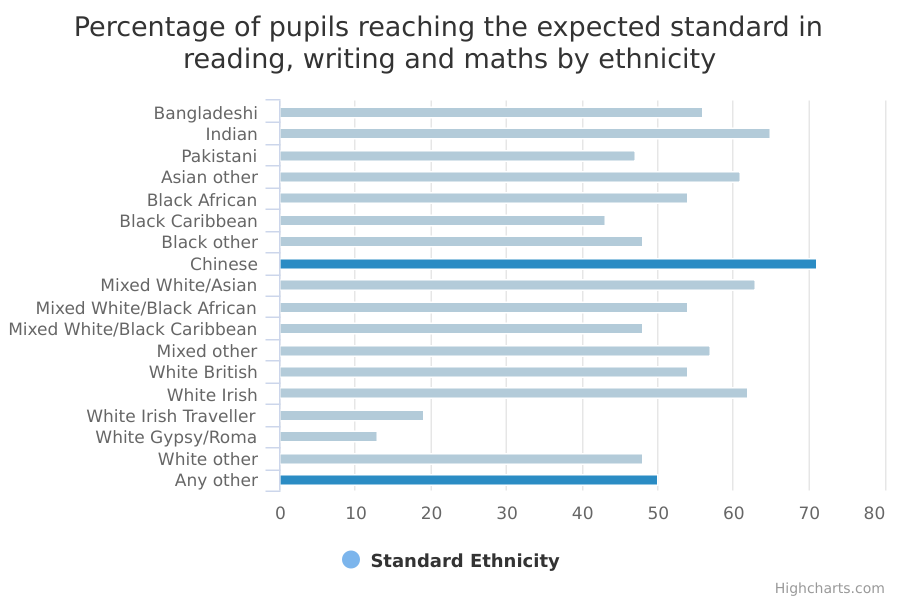 Percentage of pupils reaching the expected standard in
reading, writing and maths by ethnicity
Bangladeshi
Indian
Pakistani
Asian other
Black African
Black Caribbean
Black other
Chinese
Mixed White/Asian
Mixed White/Black African
Mixed White/Black Caribbean
Mixed other
White British
White Irish
White Irish Traveller
White Gypsy/Roma
White other
Any other
0 10 20 30 40 50 60 70 80
Standard Ethnicity
Highcharts.com